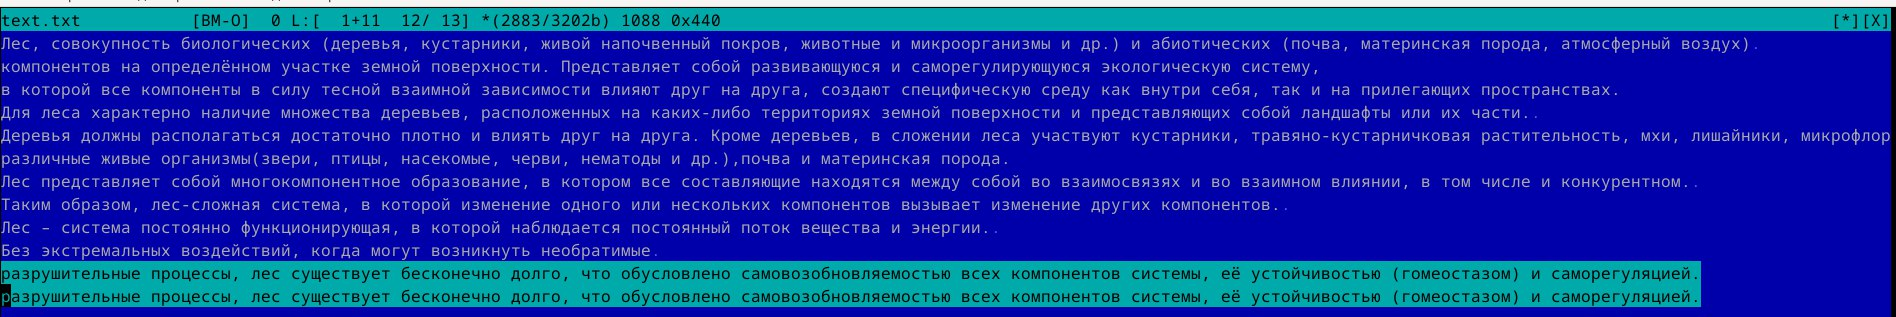 text.txt [BM-O] 0 L:[ 1+11 12/ 13] *(2883/3202b) 1088 0x440 [*][X]
Лес, совокупность биологических (деревья, кустарники, живой напочвенный покров, животные и микроорганизмы и др.) и абиотических (почва, материнская порода, атмосферный воздух).
компонентов на определённом участке земной поверхности. Представляет собой развивающуюся и саморегулирующуюся экологическую систему,
в которой все компоненты в силу тесной взаимной зависимости влияют друг на друга, создают специфическую среду как внутри себя, так и на прилегающих пространствах.
Для леса характерно наличие множества деревьев, расположенных на каких-либо территориях земной поверхности и представляющих собой ландшафты или их части..
Деревья должны располагаться достаточно плотно и влиять друг на друга. Кроме деревьев, в сложении леса участвуют кустарники, травяно-кустарничковая растительность, мхи, лишайники, микрофлор
различные живые организмы(звери, птицы, насекомые, черви, нематоды и др.),почва и материнская порода.
Лес представляет собой многокомпонентное образование, в котором все составляющие находятся между собой во взаимосвязях и во взаимном влиянии, в том числе и конкурентном..
Таким образом, лес-сложная система, в которой изменение одного или нескольких компонентов вызывает изменение других компонентов..
Лес – система постоянно функционирующая, в которой наблюдается постоянный поток вещества и энергии..
Без экстремальных воздействий, когда могут возникнуть необратимые.
разрушительные процессы, лес существует бесконечно долго, что обусловлено самовозобновляемостью всех компонентов системы, её устойчивостью (гомеостазом) и саморегуляцией.
разрушительные процессы, лес существует бесконечно долго, что обусловлено самовозобновляемостью всех компонентов системы, её устойчивостью (гомеостазом) и саморегуляцией.